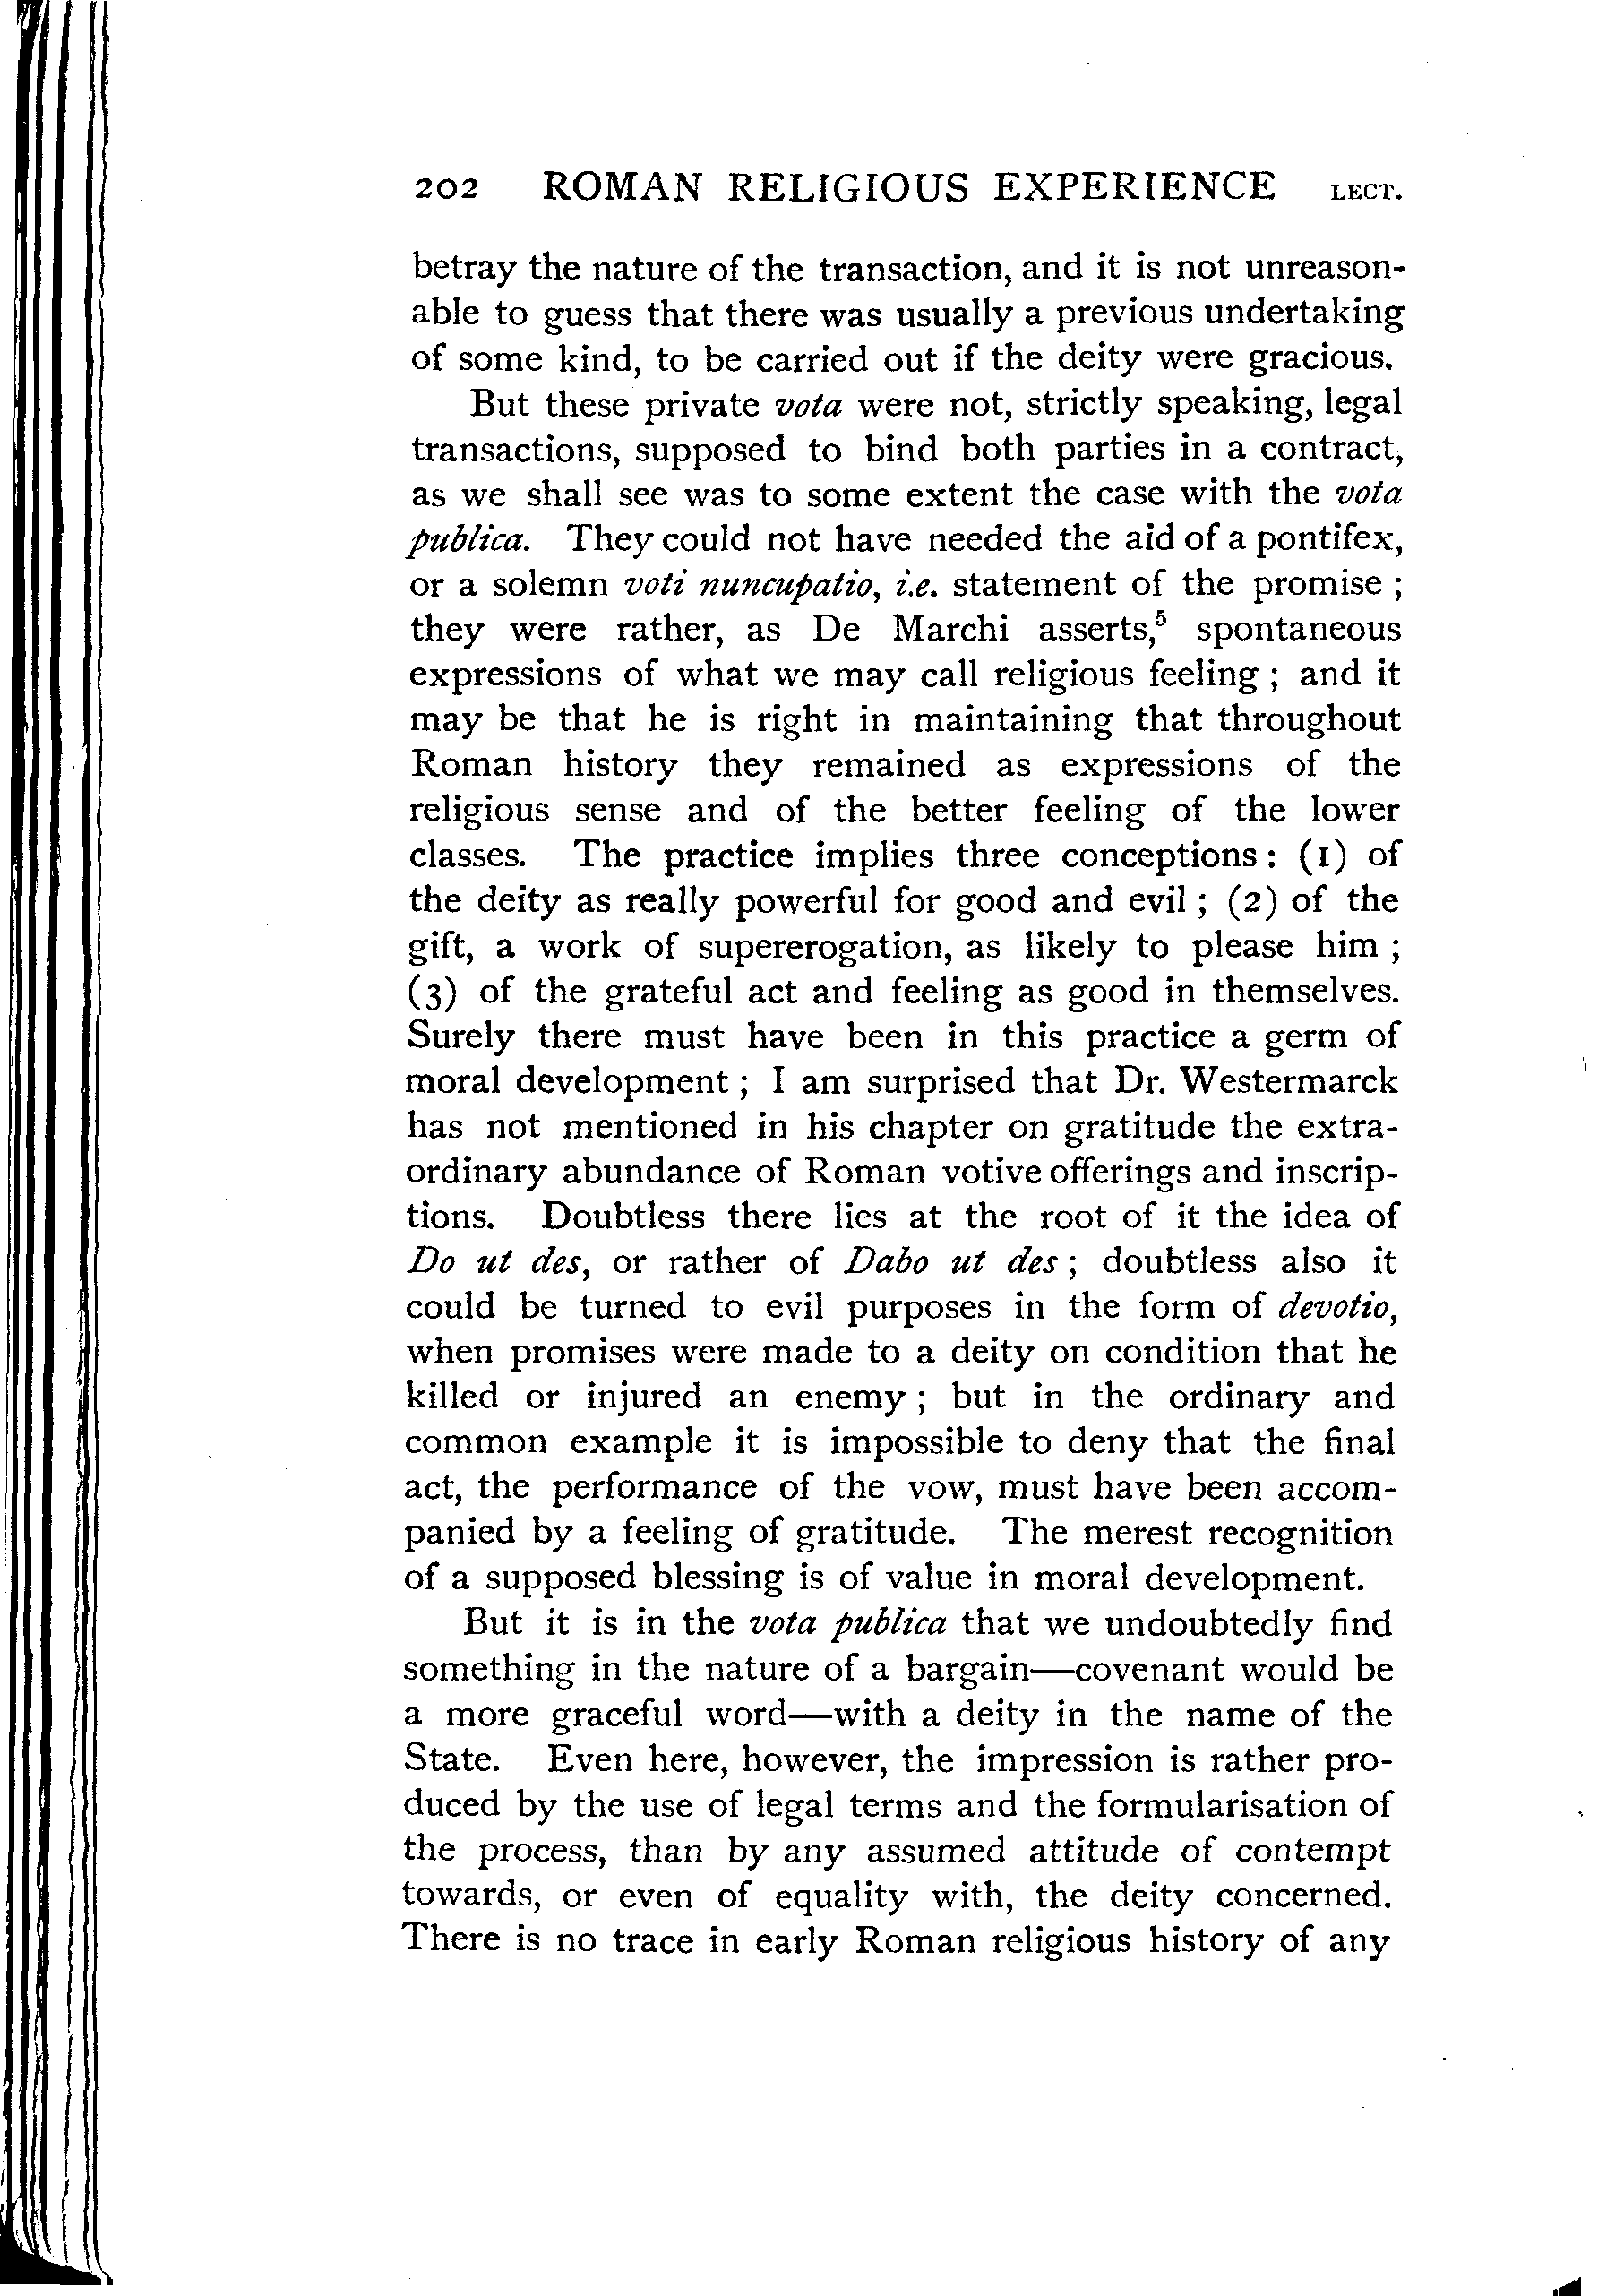 202 ROMAN RELIGIOUS EXPERIENCE LECT.
betray the nature of the transaction, and it is not unreason-
able to guess that there was usually a previous undertaking
of some kind, to be carried out if the deity were gracious.
But these private vota were not, strictly speaking, legal
transactions, supposed to bind both parties in a contract,
as we shall see was to some extent the case with the vota
publica. They could not have needed the aid of a pontifex,
or a solemn voti nuncupatio, i.e. statement of the promise ;
they were rather, as De Marchi asserts,⁵ spontaneous
expressions of what we may call religious feeling ; and it
may be that he is right in maintaining that throughout
Roman history they remained as expressions of the
religious sense and of the better feeling of the lower
classes. The practice implies three conceptions : (1) of
the deity as really powerful for good and evil ; (2) of the
gift, a work of supererogation, as likely to please him ;
(3) of the grateful act and feeling as good in themselves.
Surely there must have been in this practice a germ of
moral development ; I am surprised that Dr. Westermarck
has not mentioned in his chapter on gratitude the extra-
ordinary abundance of Roman votive offerings and inscrip-
tions. Doubtless there lies at the root of it the idea of
Do ut des, or rather of Dabo ut des ; doubtless also it
could be turned to evil purposes in the form of devotio,
when promises were made to a deity on condition that he
killed or injured an enemy ; but in the ordinary and
common example it is impossible to deny that the final
act, the performance of the vow, must have been accom-
panied by a feeling of gratitude. The merest recognition
of a supposed blessing is of value in moral development.
But it is in the vota publica that we undoubtedly find
something in the nature of a bargain—covenant would be
a more graceful word—with a deity in the name of the
State. Even here, however, the impression is rather pro-
duced by the use of legal terms and the formularisation of
the process, than by any assumed attitude of contempt
towards, or even of equality with, the deity concerned.
There is no trace in early Roman religious history of any